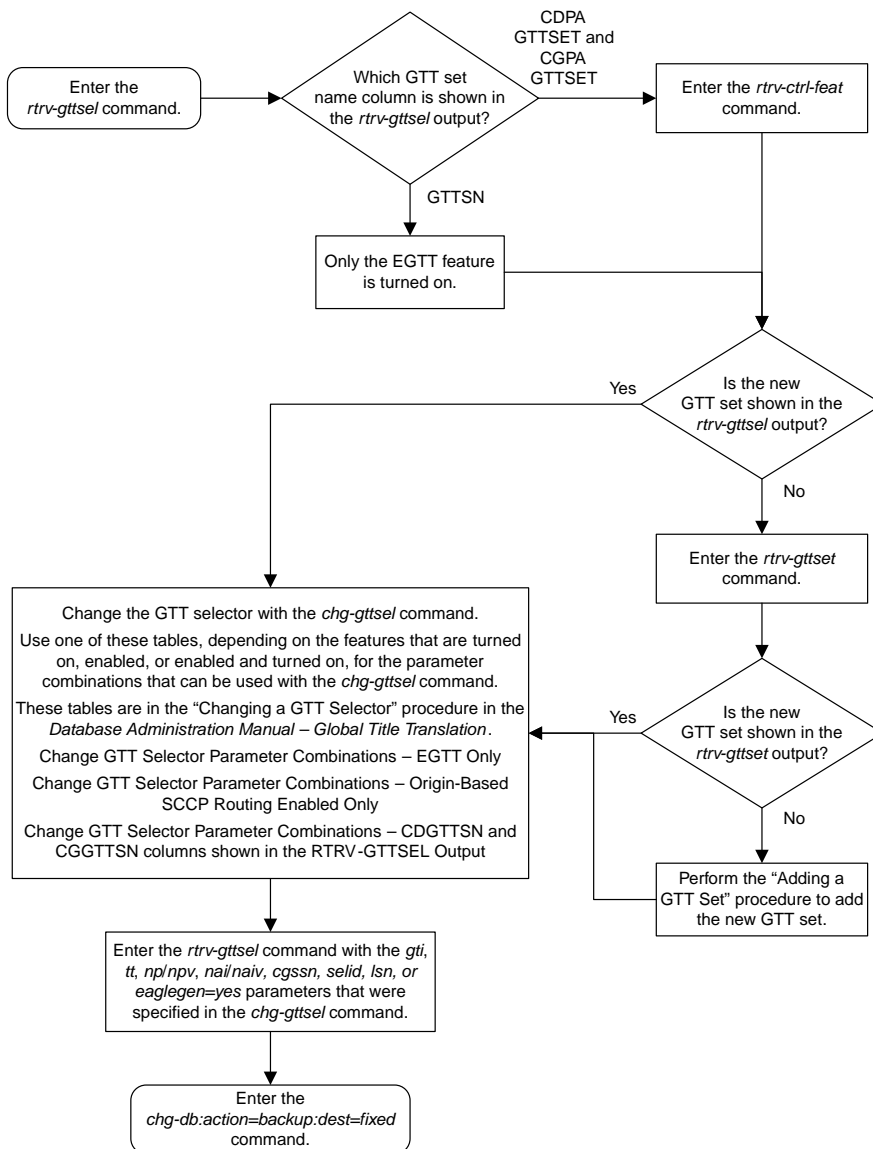 Enter the
rtrv-gttsel command.
Which GTT set
name column is shown in
the rtrv-gttsel output?
CDPA
GTTSET and
CGPA
GTTSET
Enter the rtrv-ctrl-feat
command.
GTTSN
Only the EGTT feature
is turned on.
Is the new
GTT set shown in the
rtrv-gttsel output?
Yes
No
Enter the rtrv-gttset
command.
Is the new
GTT set shown in the
rtrv-gttset output?
Yes
No
Perform the “Adding a
GTT Set” procedure to add
the new GTT set.
Change the GTT selector with the chg-gttsel command.
Use one of these tables, depending on the features that are turned
on, enabled, or enabled and turned on, for the parameter
combinations that can be used with the chg-gttsel command.
These tables are in the “Changing a GTT Selector” procedure in the
Database Administration Manual – Global Title Translation.
Change GTT Selector Parameter Combinations – EGTT Only
Change GTT Selector Parameter Combinations – Origin-Based
SCCP Routing Enabled Only
Change GTT Selector Parameter Combinations – CDGTTSN and
CGGTTSN columns shown in the RTRV-GTTSEL Output
Enter the rtrv-gttsel command with the gti,
tt, np/npv, nai/naiv, cgssn, selid, lsn, or
eaglegen=yes parameters that were
specified in the chg-gttsel command.
Enter the
chg-db:action=backup:dest=fixed
command.